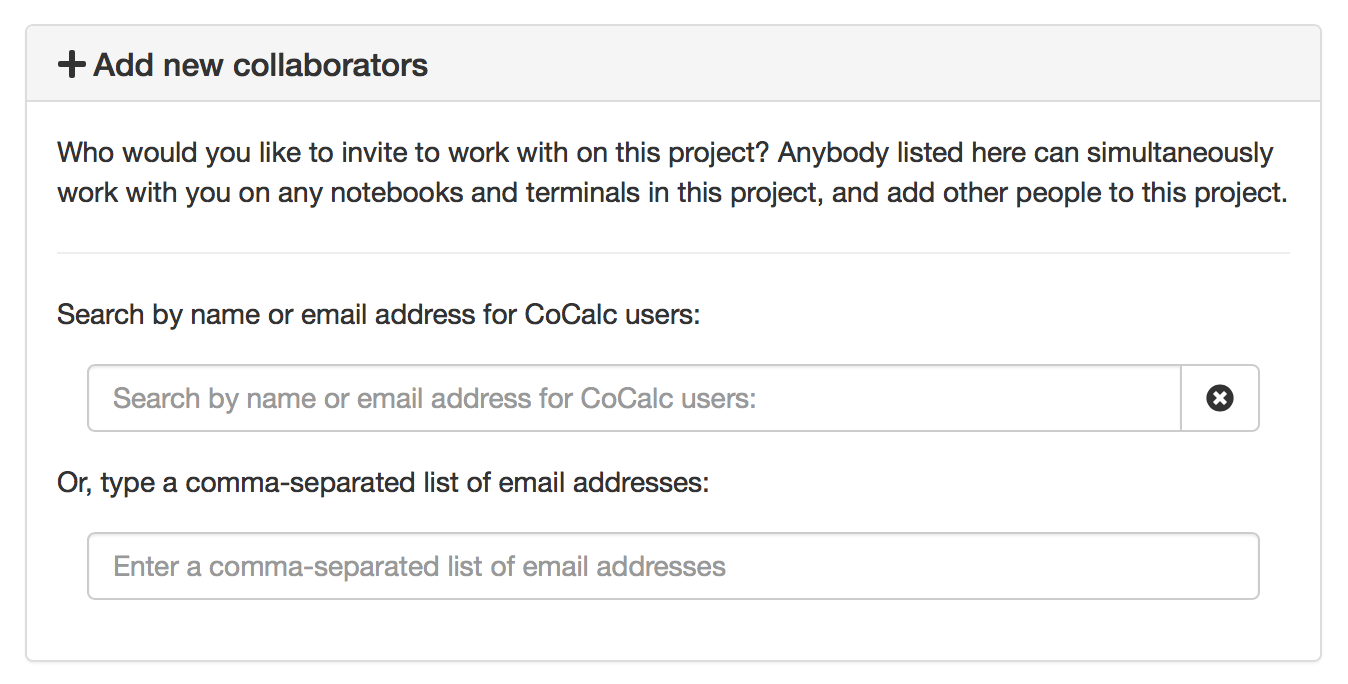 Add new collaborators
Who would you like to invite to work with on this project? Anybody listed here can simultaneously
work with you on any notebooks and terminals in this project, and add other people to this project.
Search by name or email address for CoCalc users:
Search by name or email address for CoCalc users:
Or, type a comma-separated list of email addresses:
Enter a comma-separated list of email addresses